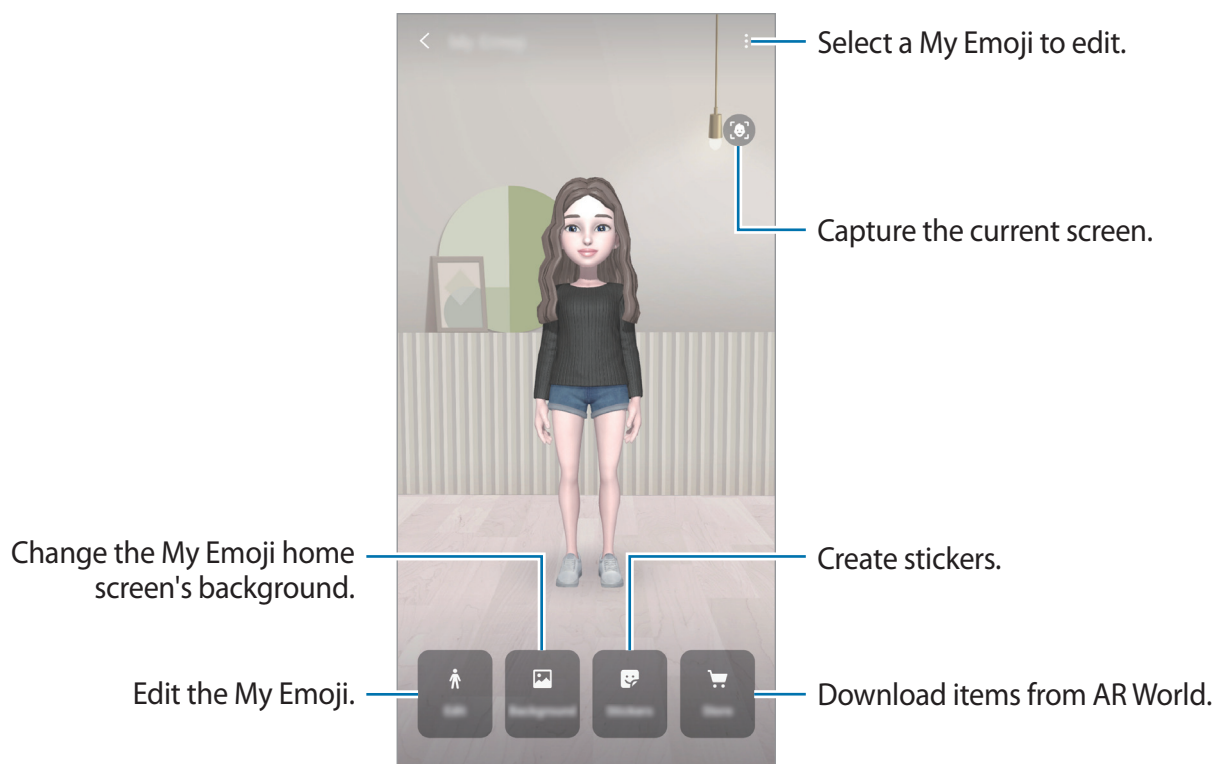 Select a My Emoji to edit.
Capture the current screen.
Change the My Emoji home
screen's background.
Create stickers.
Edit the My Emoji.
Download items from AR World.